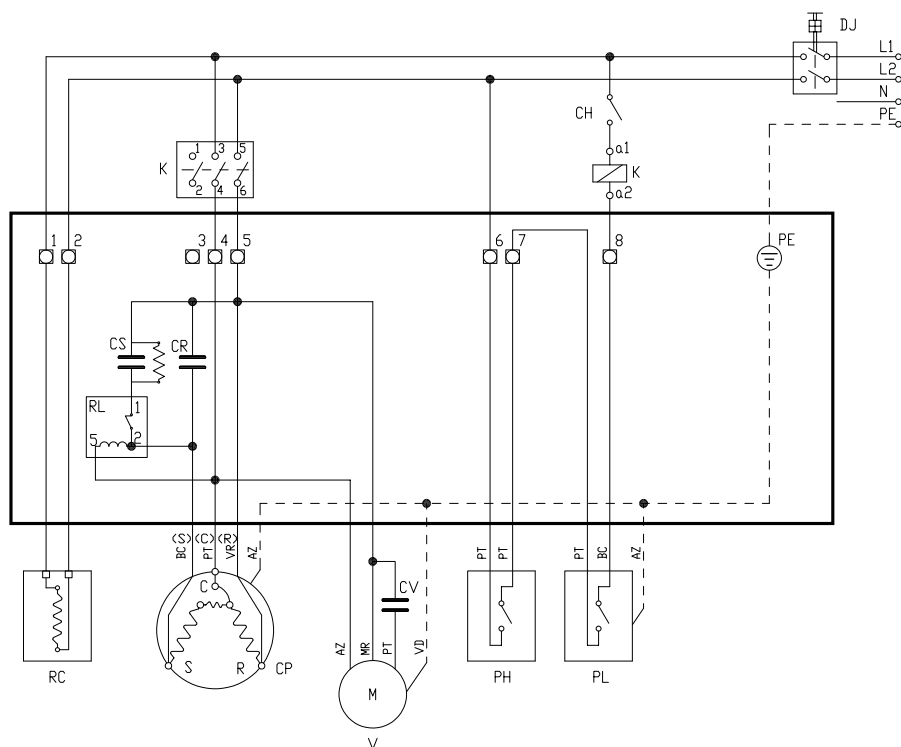 DJ
L1
L2
N
PE
CH
a1
K
a2
K
1 3 5
2 4 6
1 2 3 4 5 6 7 8 PE
CS CR
RL 1
5 2
(S) (C) (R)
BC PT VR AZ PT PT PT BC AZ
C CV
S R CP
AZ MR PT VD
RC PH PL
M
V